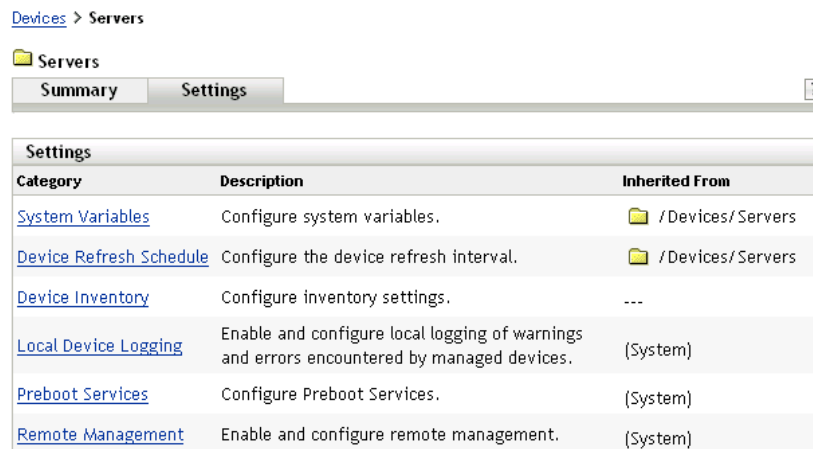 Devices > Servers
Servers
Summary Settings
Settings
Category Description Inherited From
System Variables Configure system variables. /Devices/Servers
Device Refresh Schedule Configure the device refresh interval. /Devices/Servers
Device Inventory Configure inventory settings. ---
Local Device Logging Enable and configure local logging of warnings
and errors encountered by managed devices. (System)
Preboot Services Configure Preboot Services. (System)
Remote Management Enable and configure remote management. (System)